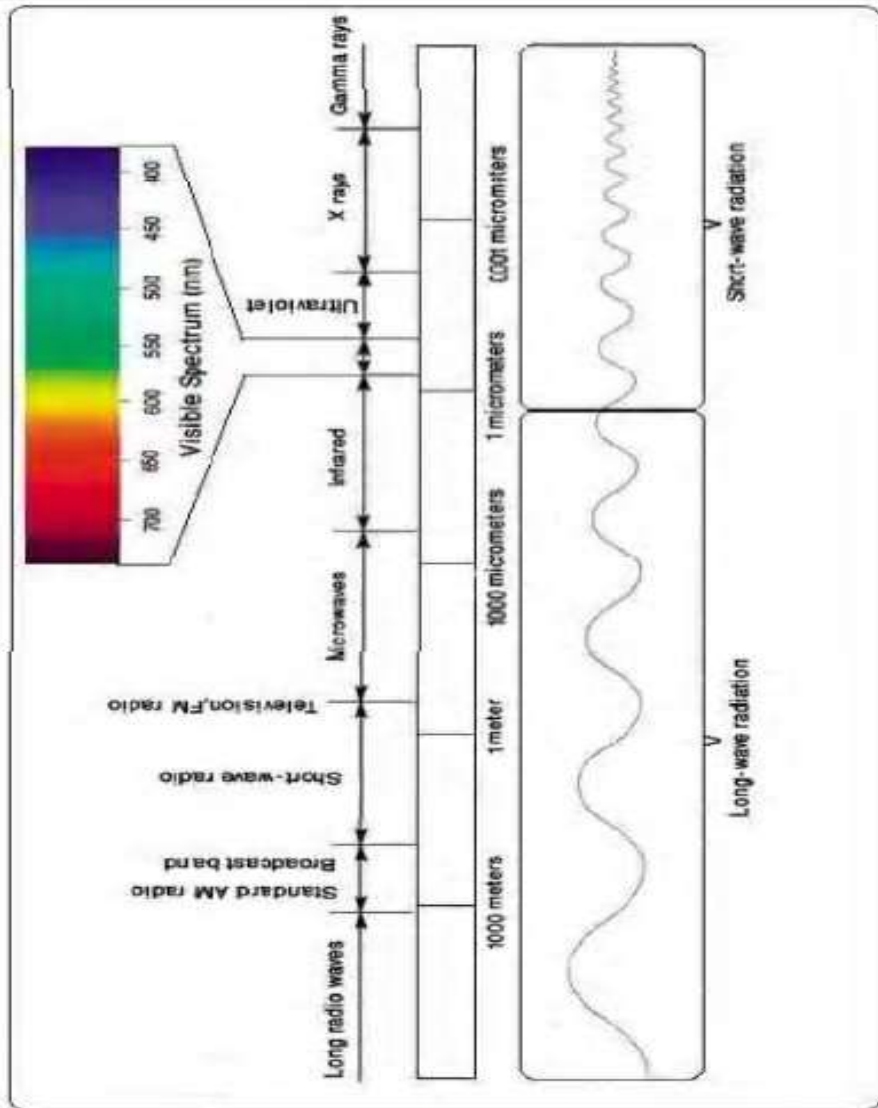 700 650 600 550 500 450 400
Visible Spectrum (nm)
Television,FM radio
Short-wave radio
Broadcast band
Standard AM radio
Ultraviolet
Long radio waves
Microwaves
Infrared
X rays
Gamma rays
1000 meters
1 meter
1000 micrometers
1 micrometers
0,001 micromiters
Long-wave radiation
Short-wave radiation